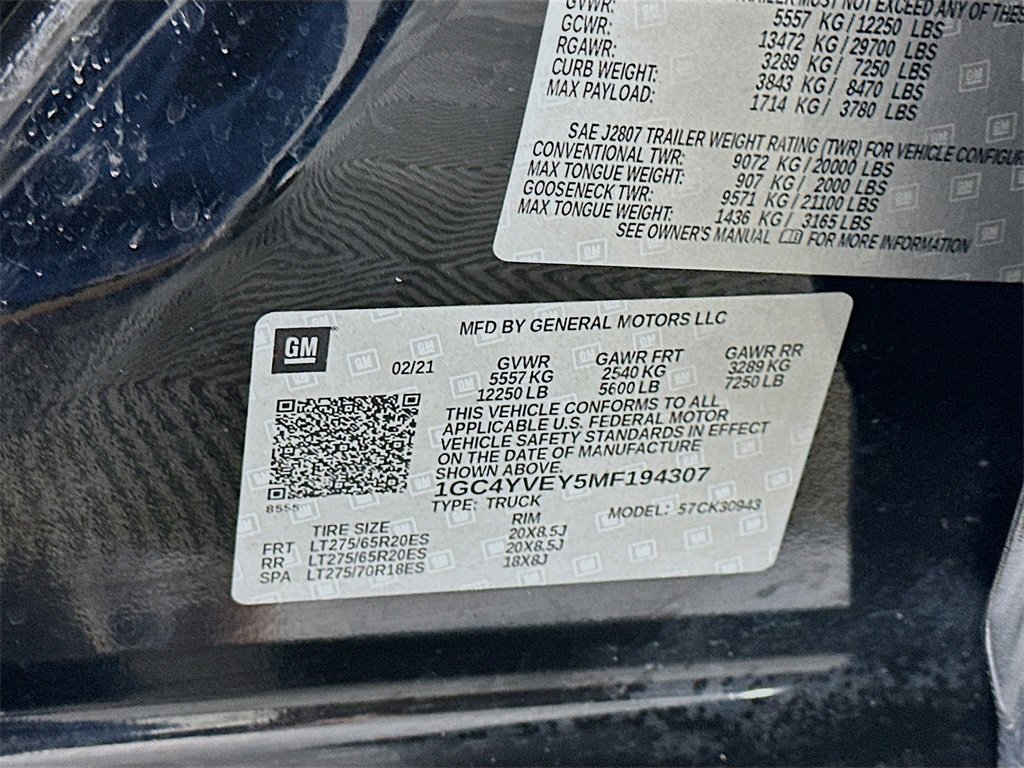 TRAILER MUST NOT EXCEED ANY OF THESE
GVWR: 5557 KG/12250 LBS
GCWR: 13472 KG/29700 LBS
RGAWR: 3289 KG/ 7250 LBS
CURB WEIGHT: 3843 KG/ 8470 LBS
MAX PAYLOAD: 1714 KG/ 3780 LBS
SAE J2807 TRAILER WEIGHT RATING (TWR) FOR VEHICLE
CONVENTIONAL TWR: 9072 KG/20000 LBS
MAX TONGUE WEIGHT: 907 KG/ 2000 LBS
GOOSENECK TWR: 9571 KG/21100 LBS
MAX TONGUE WEIGHT: 1436 KG/ 3165 LBS
SEE OWNER'S MANUAL FOR MORE INFORMATION
GM
MFD BY GENERAL MOTORS LLC
02/21
GVWR GAWR FRT GAWR RR
5557 KG 2540 KG 3289 KG
12250 LB 5600 LB 7250 LB
THIS VEHICLE CONFORMS TO ALL
APPLICABLE U.S. FEDERAL MOTOR
VEHICLE SAFETY STANDARDS IN EFFECT
ON THE DATE OF MANUFACTURE
SHOWN ABOVE.
1GC4YVEY5MF194307
8555
TYPE: TRUCK MODEL: 57CK30943
TIRE SIZE RIM
FRT LT275/65R20ES 20X8.5J
RR LT275/65R20ES 20X8.5J
SPA LT275/70R18ES 18X8J